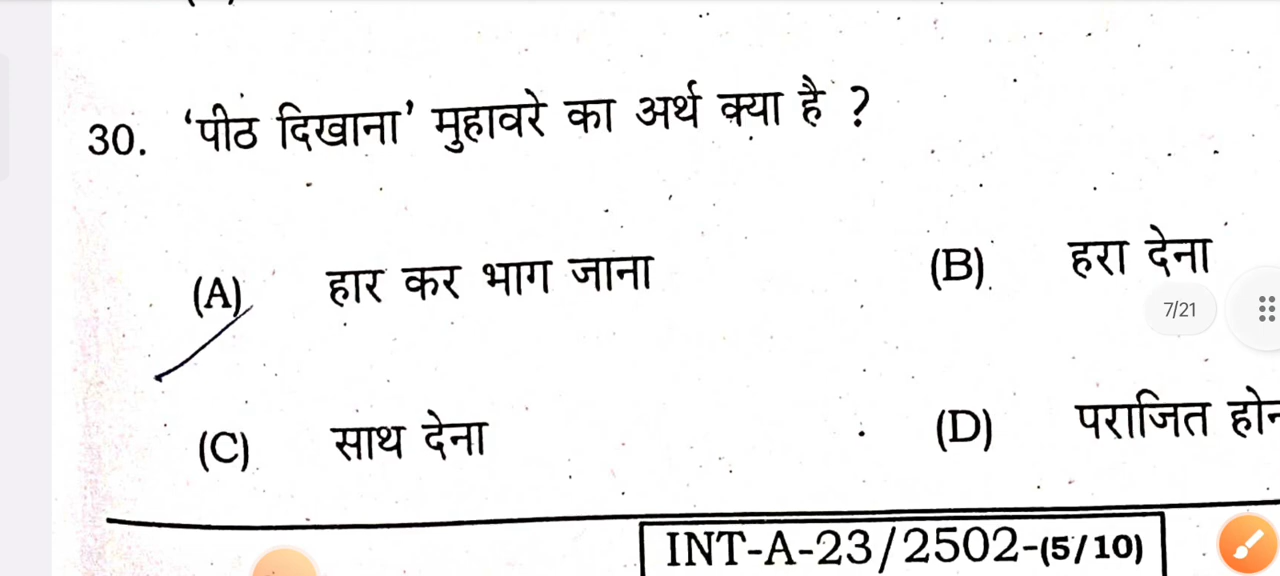 30. ‘पीठ दिखाना’ मुहावरे का अर्थ क्या है ?
(A) हार कर भाग जाना (B) हरा देना
7/21
(C) साथ देना (D) पराजित
INT-A-23/2502-(5/10)